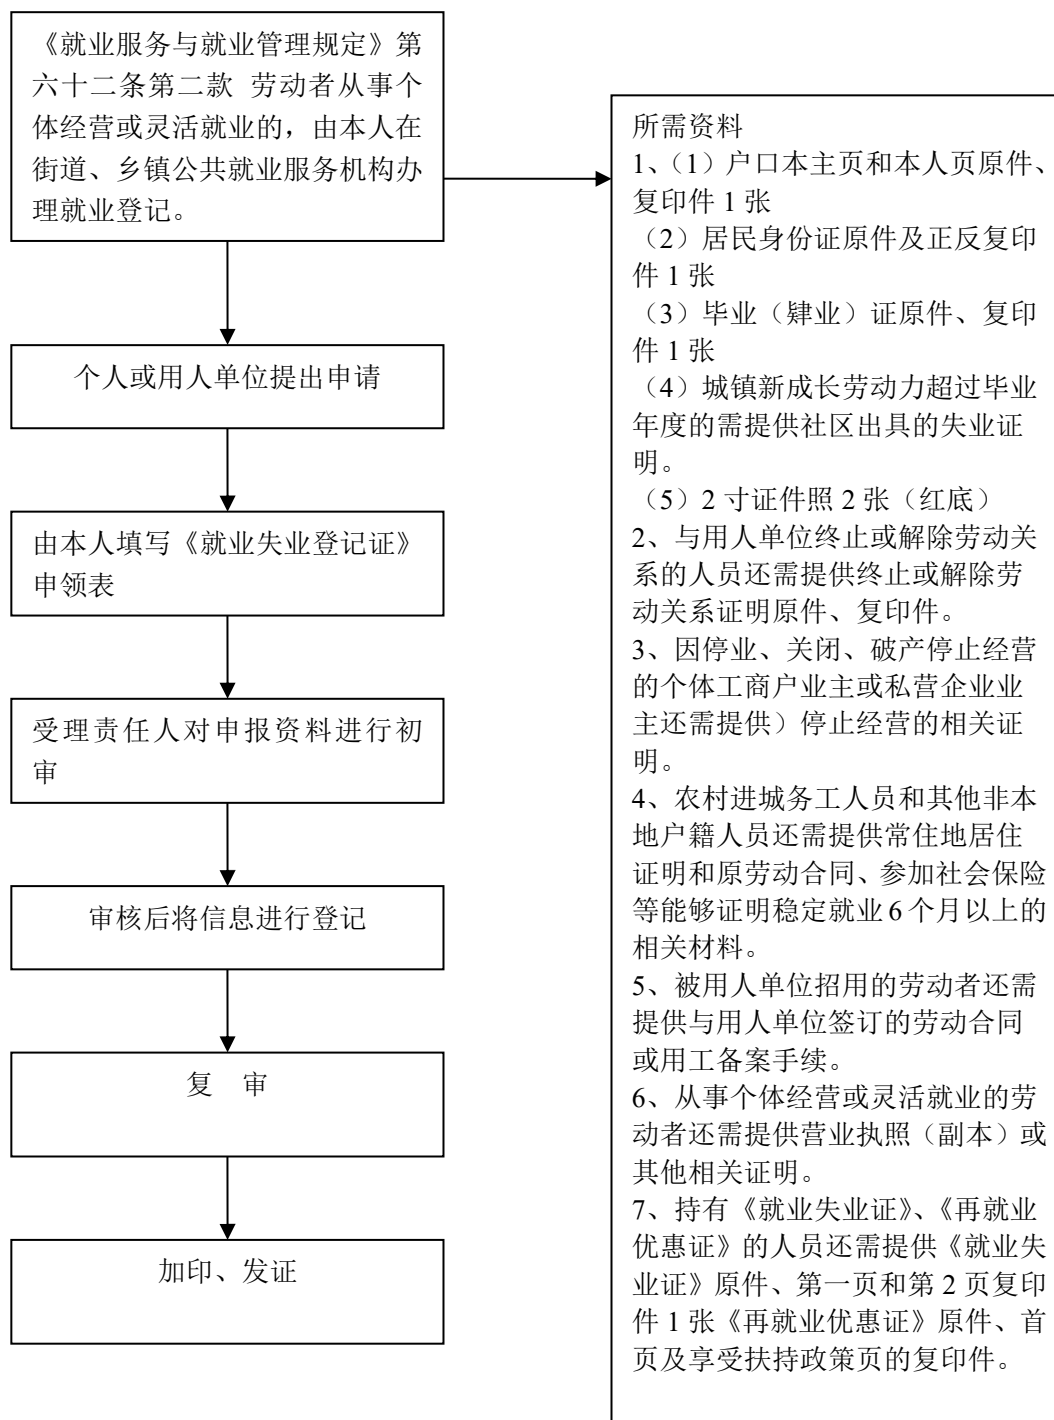 《就业服务与就业管理规定》第
六十二条第二款 劳动者从事个
体经营或灵活就业的，由本人在
街道、乡镇公共就业服务机构办
理就业登记。
个人或用人单位提出申请
由本人填写《就业失业登记证》
申领表
受理责任人对申报资料进行初
审
审核后将信息进行登记
复 审
加印、发证
所需资料
1、（1）户口本主页和本人页原件、
复印件 1 张
（2）居民身份证原件及正反复印
件 1 张
（3）毕业（肄业）证原件、复印
件 1 张
（4）城镇新成长劳动力超过毕业
年度的需提供社区出具的失业证
明。
（5）2 寸证件照 2 张（红底）
2、与用人单位终止或解除劳动关
系的人员还需提供终止或解除劳
动关系证明原件、复印件。
3、因停业、关闭、破产停止经营
的个体工商户业主或私营企业业
主还需提供）停止经营的相关证
明。
4、农村进城务工人员和其他非本
地户籍人员还需提供常住地居住
证明和原劳动合同、参加社会保险
等能够证明稳定就业 6 个月以上的
相关材料。
5、被用人单位招用的劳动者还需
提供与用人单位签订的劳动合同
或用工备案手续。
6、从事个体经营或灵活就业的劳
动者还需提供营业执照（副本）或
其他相关证明。
7、持有《就业失业证》、《再就业
优惠证》的人员还需提供《就业失
业证》原件、第一页和第 2 页复印
件 1 张《再就业优惠证》原件、首
页及享受扶持政策页的复印件。